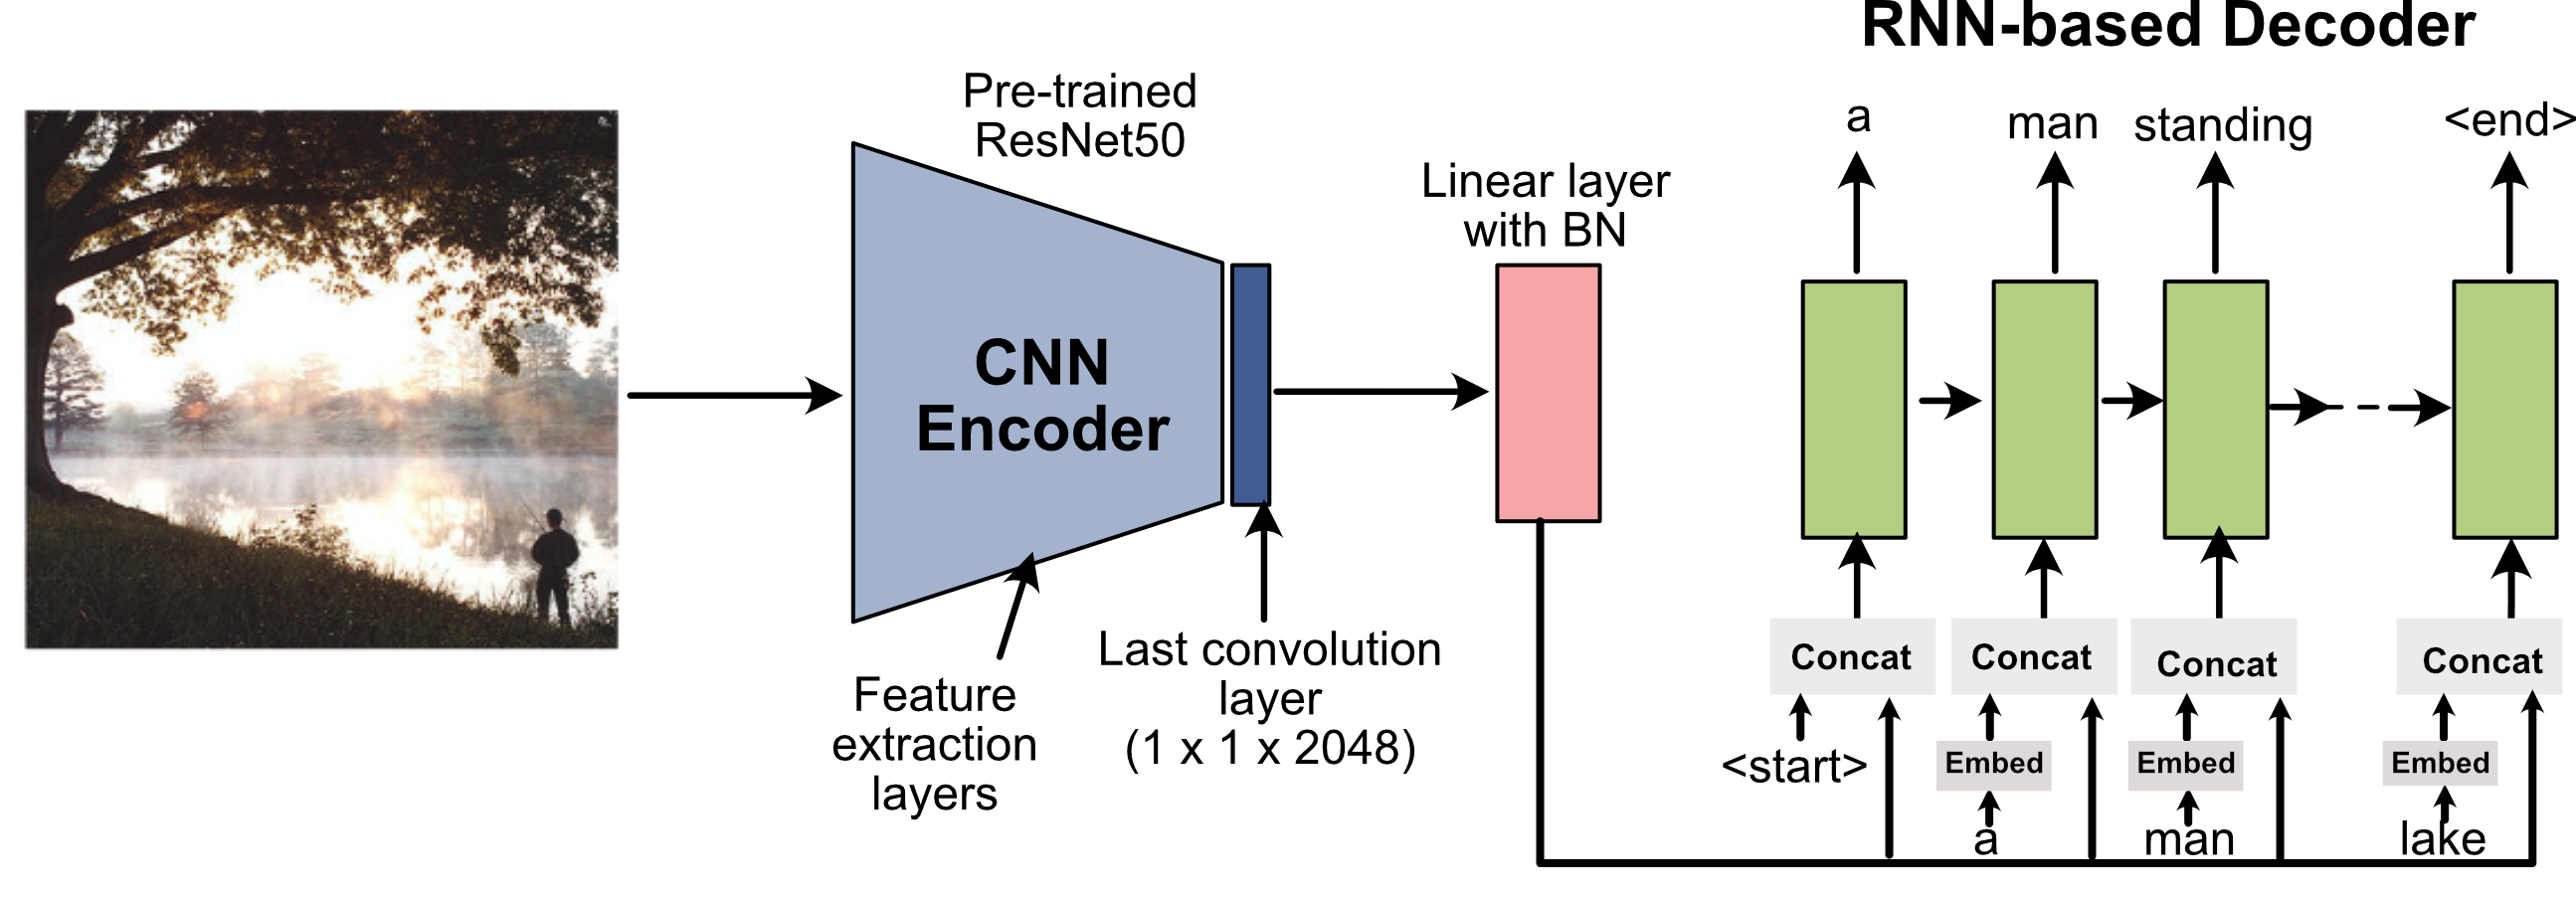 RNN-based Decoder
Pre-trained
ResNet50
CNN
Encoder
Feature
extraction
layers
Last convolution
layer
(1 x 1 x 2048)
Linear layer
with BN
a
man
standing
<end>
Concat
Concat
Concat
Concat
<start>
Embed
Embed
Embed
a
man
lake